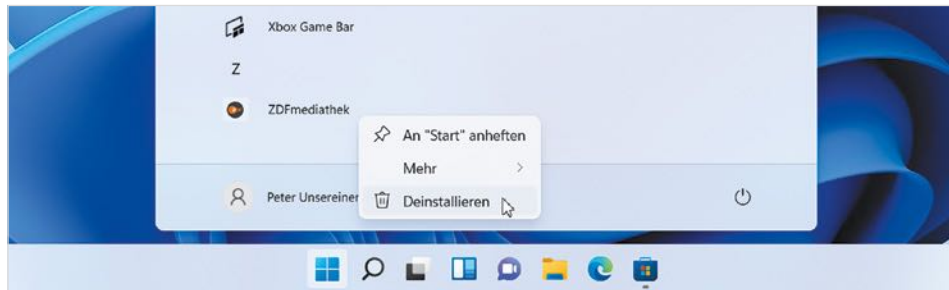 Xbox Game Bar
Z
ZDFmediathek
An "Start" anheften
Mehr
Peter Unsereiner
Deinstallieren